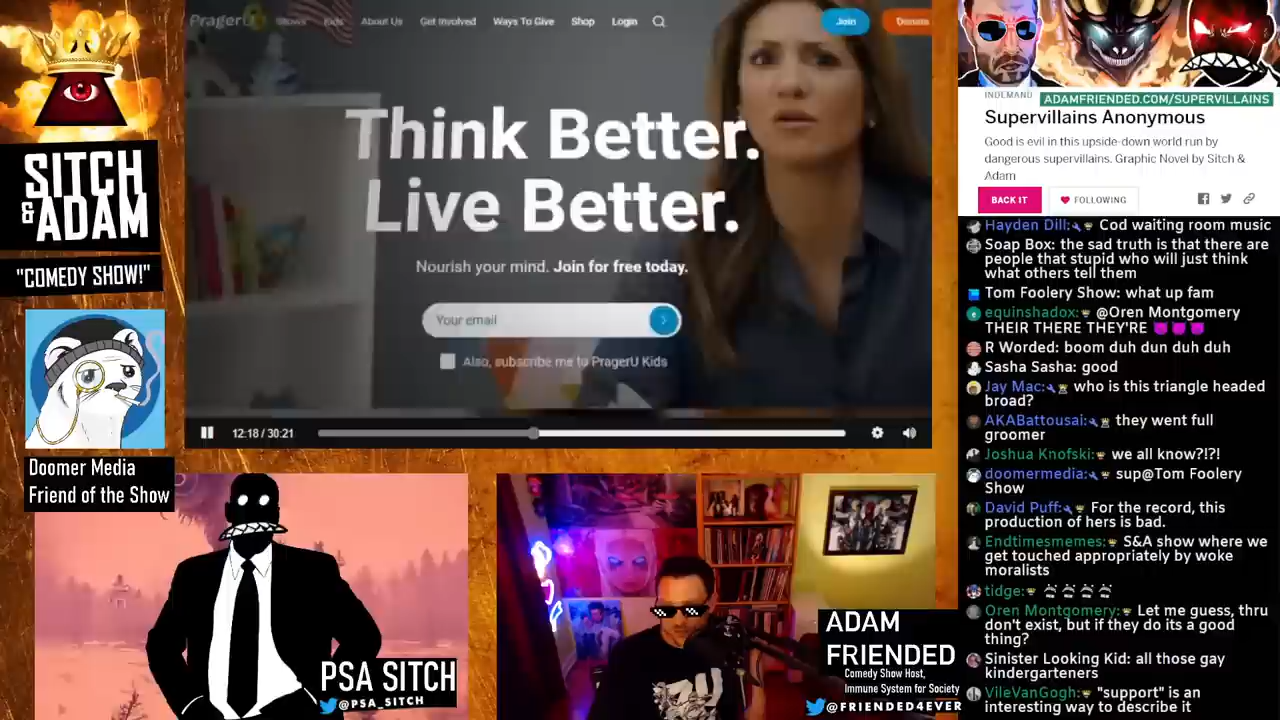 PragerU
Shows
Kids
About Us
Get Involved
Ways To Give
Shop
Login
Join
Donate
Think Better.
Live Better.
Nourish your mind. Join for free today.
Your email
Also, subscribe me to PragerU Kids
12:18 / 30:21
SITCH
& ADAM
"COMEDY SHOW!"
Doomer Media
Friend of the Show
PSA SITCH
@PSA_SITCH
ADAM
FRIENDED
Comedy Show Host,
Immune System for Society
@FRIENDED4EVER
INDEMAND
ADAMFRIENDED.COM/SUPERVILLAINS
Supervillains Anonymous
Good is evil in this upside-down world run by
dangerous supervillains. Graphic Novel by Sitch &
Adam
BACK IT
FOLLOWING
Hayden Dill: Cod waiting room music
Soap Box: the sad truth is that there are
people that stupid who will just think
what others tell them
Tom Foolery Show: what up fam
equinshadox: @Oren Montgomery
THEIR THERE THEY'RE 😈😈😈
R Worded: boom duh dun duh duh
Sasha Sasha: good
Jay Mac: who is this triangle headed
broad?
AKABattousai: they went full
groomer
Joshua Knofski: we all know?!?!
doomermedia: sup@Tom Foolery
Show
David Puff: For the record, this
production of hers is bad.
Endtimesmemes: S&A show where we
get touched appropriately by woke
moralists
tidge:
Oren Montgomery: Let me guess, thru
don't exist, but if they do its a good
thing?
Sinister Looking Kid: all those gay
kindergarteners
VileVanGogh: "support" is an
interesting way to describe it